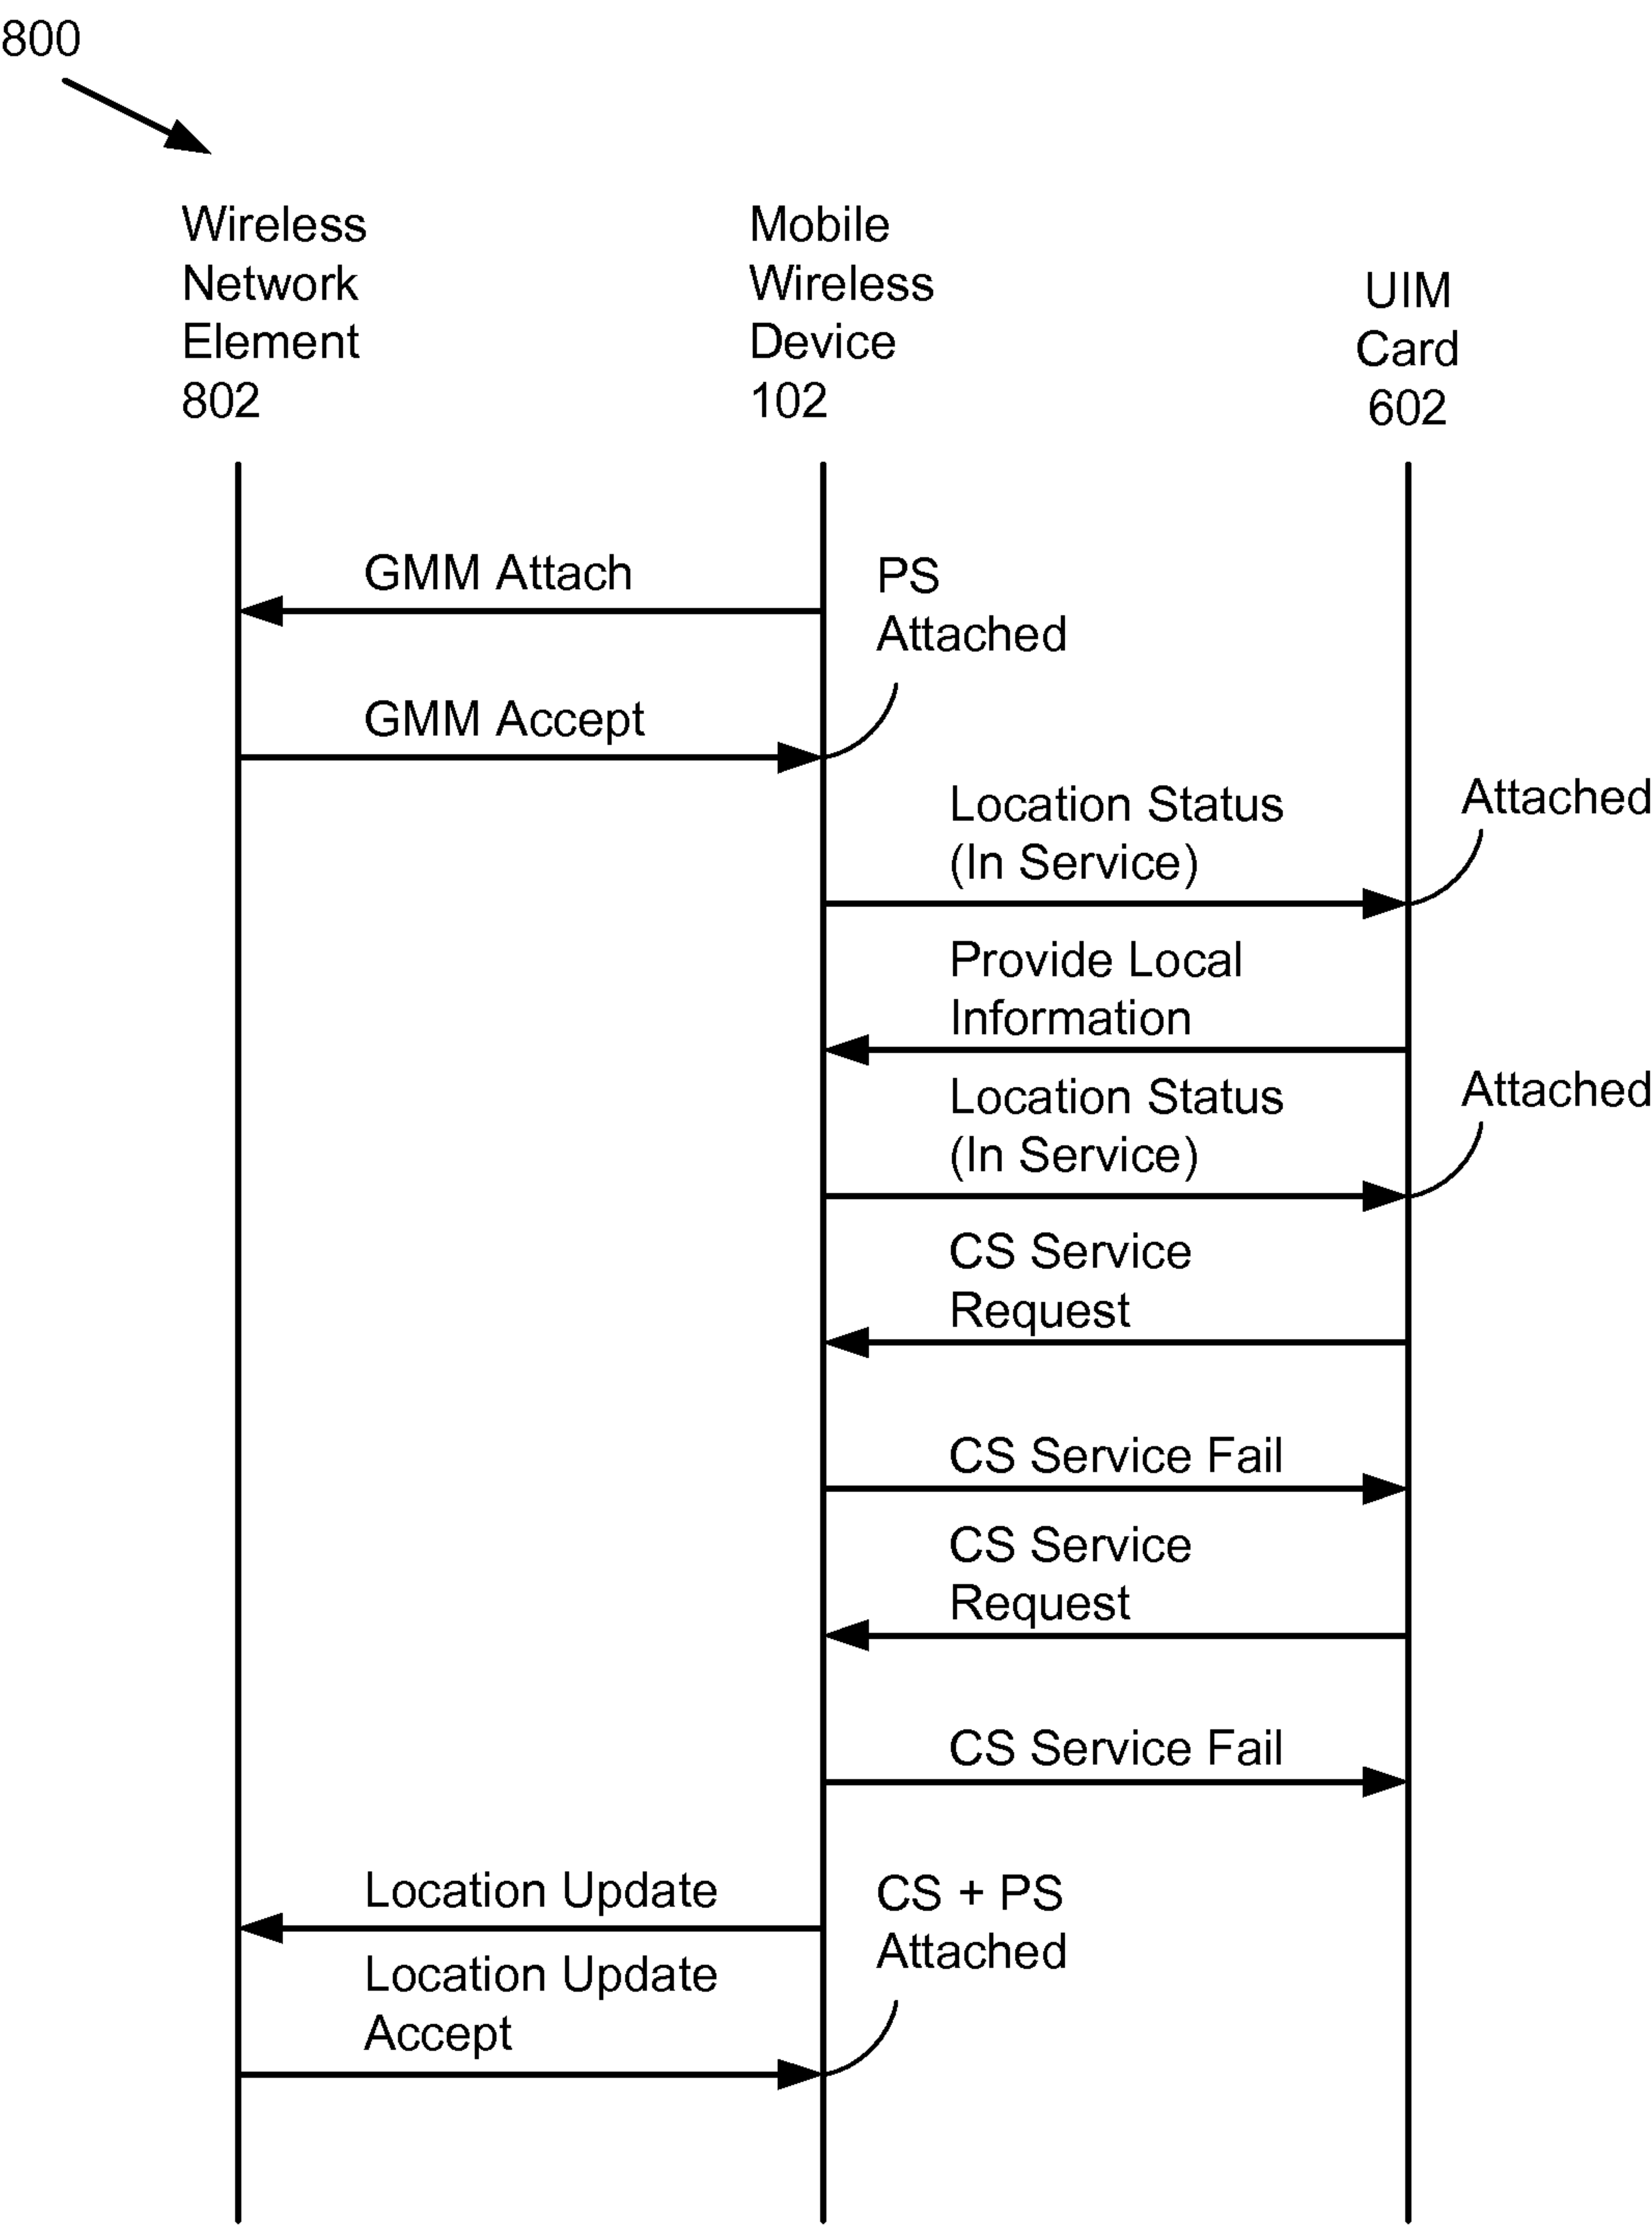 800
Wireless
Network
Element
802
Mobile
Wireless
Device
102
UIM
Card
602
GMM Attach
PS
Attached
GMM Accept
Location Status
(In Service)
Attached
Provide Local
Information
Location Status
(In Service)
Attached
CS Service
Request
CS Service Fail
CS Service
Request
CS Service Fail
Location Update
CS + PS
Attached
Location Update
Accept